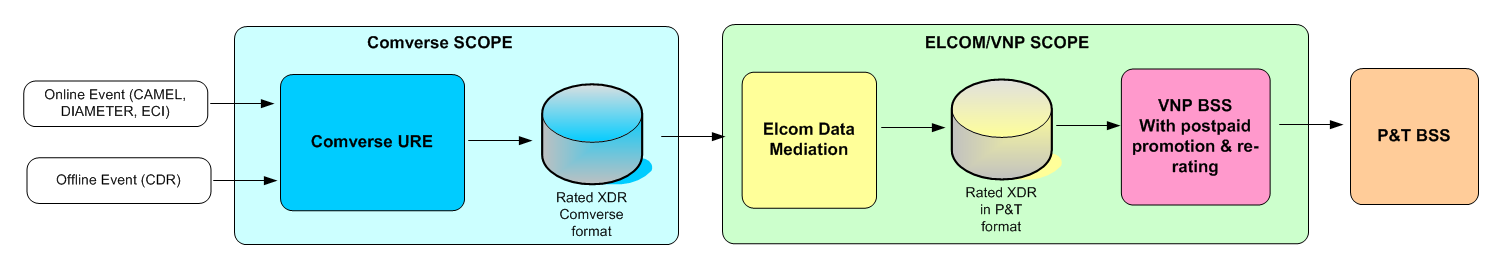 Comverse SCOPE
ELCOM/VNP SCOPE
Online Event (CAMEL,
DIAMETER, ECI)
Offline Event (CDR)
Comverse URE
Rated XDR
Comverse
format
Elcom Data
Mediation
Rated XDR
in P&T
format
VNP BSS
With postpaid
promotion & re-
rating
P&T BSS